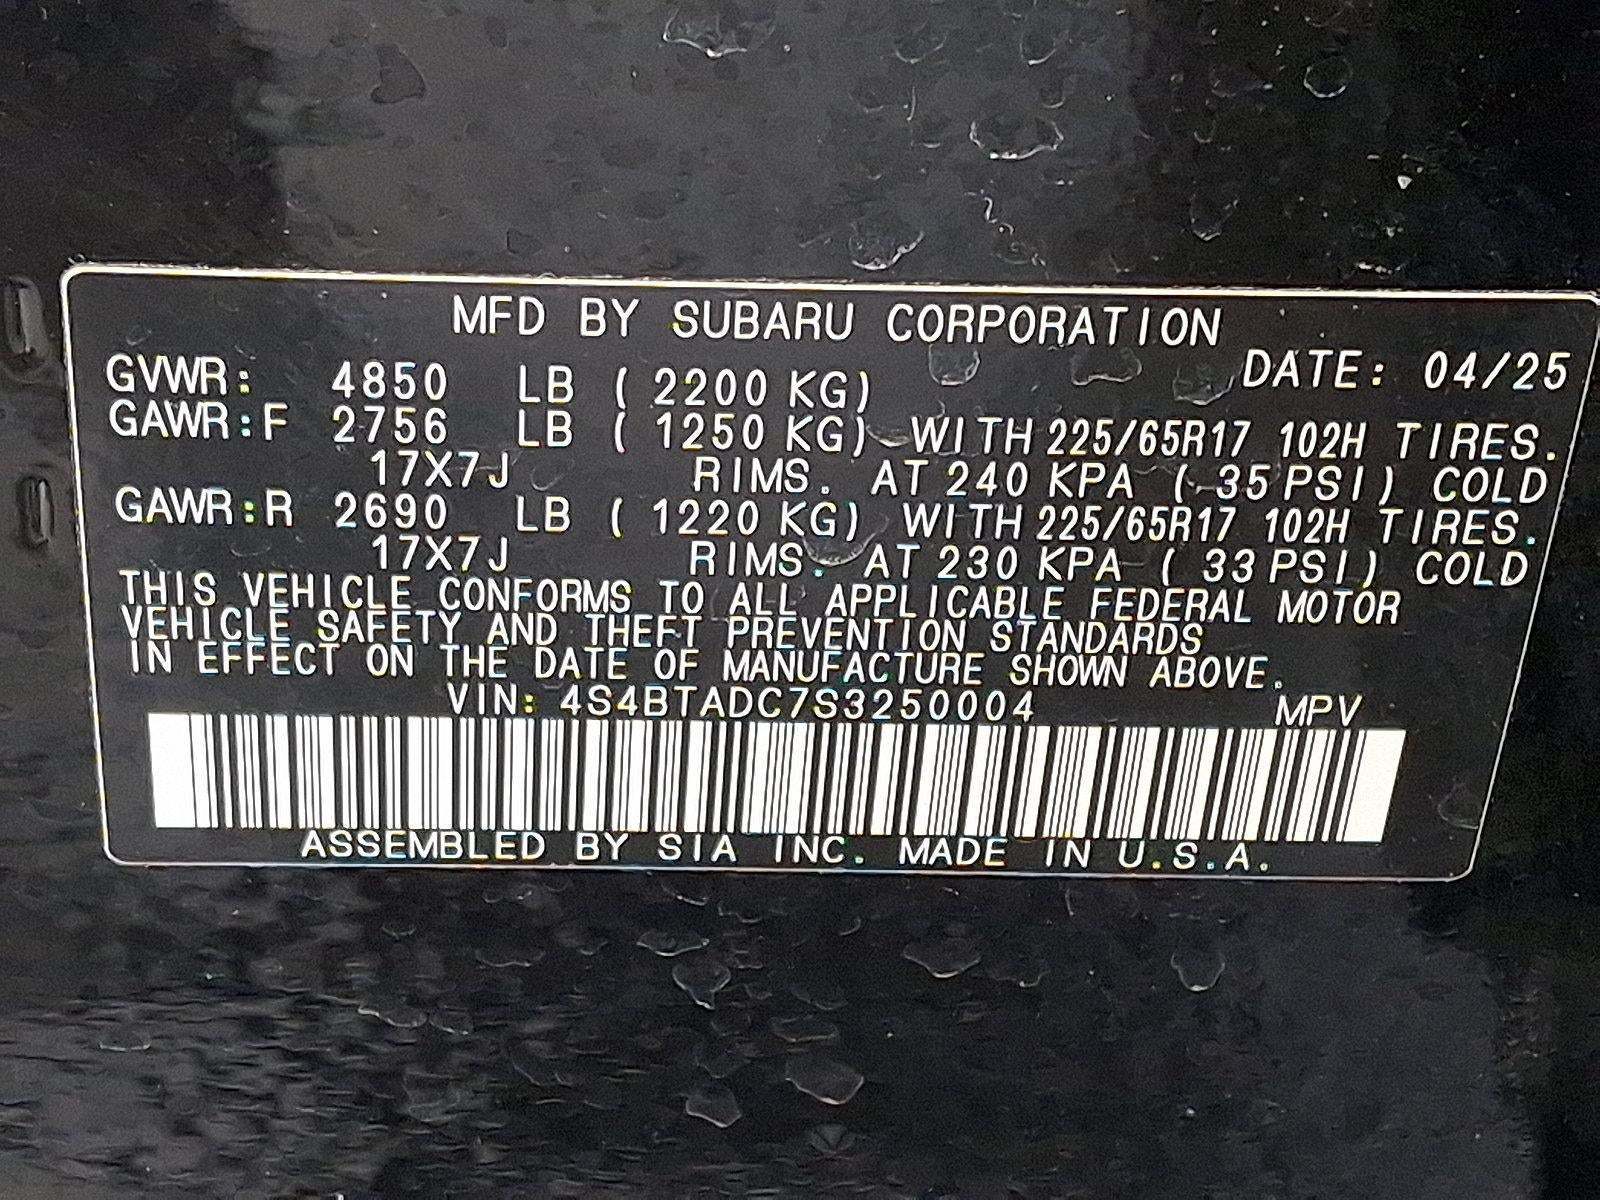 MFD BY SUBARU CORPORATION
DATE: 04/25
GVWR: 4850 LB ( 2200 KG)
GAWR:F 2756 LB ( 1250 KG) WITH 225/65R17 102H TIRES.
17X7J RIMS. AT 240 KPA ( 35 PSI) COLD
GAWR:R 2690 LB ( 1220 KG) WITH 225/65R17 102H TIRES.
17X7J RIMS. AT 230 KPA ( 33 PSI) COLD
THIS VEHICLE CONFORMS TO ALL APPLICABLE FEDERAL MOTOR
VEHICLE SAFETY AND THEFT PREVENTION STANDARDS
IN EFFECT ON THE DATE OF MANUFACTURE SHOWN ABOVE.
VIN: 4S4BTADC7S3250004 MPV
ASSEMBLED BY SIA INC. MADE IN U.S.A.